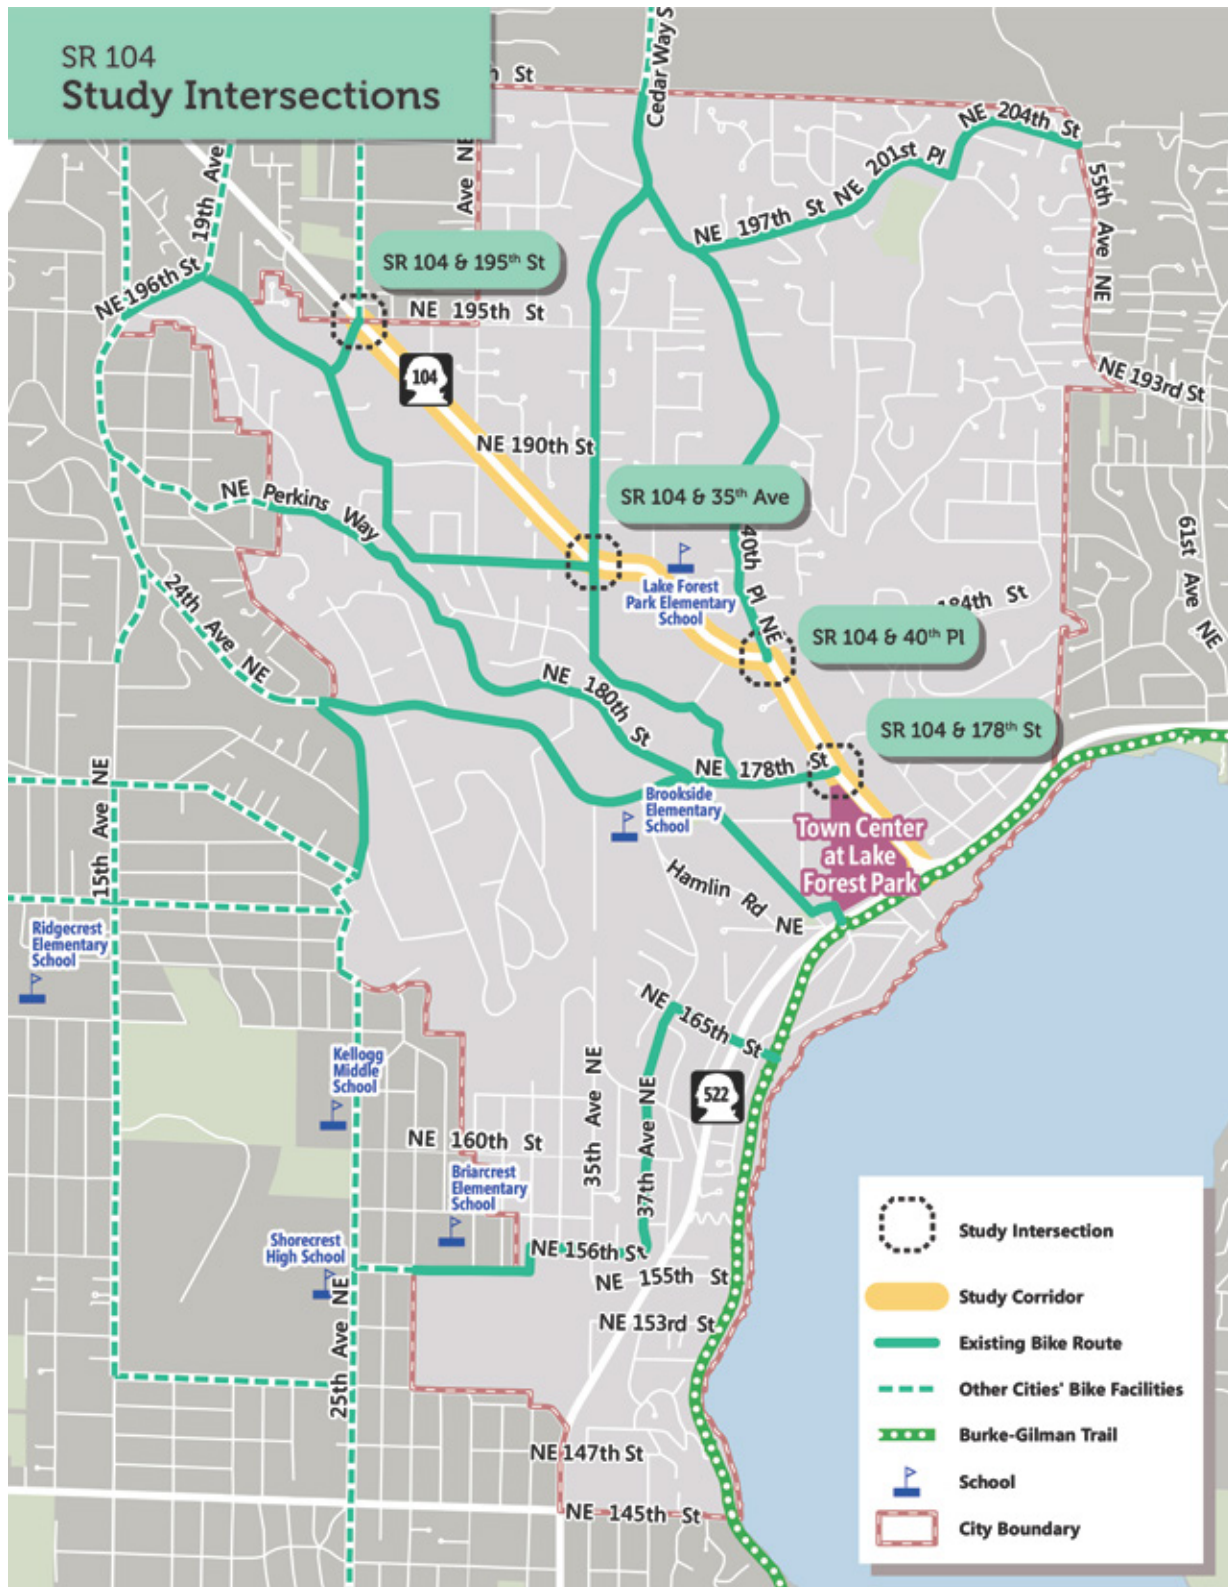 SR 104
Study Intersections
St
Cedar Way S
NE 204th St
19th Ave
Ave NE
NE 201st Pl
55th Ave NE
NE 197th St
SR 104 & 195th St
NE 196th St
NE 195th St
104
NE 193rd St
NE 190th St
SR 104 & 35th Ave
NE Perkins Way
61st Ave NE
40th Pl NE
Lake Forest
Park Elementary
School
24th Ave NE
184th St
SR 104 & 40th Pl
NE 180th St
SR 104 & 178th St
NE 178th St
15th Ave NE
Brookside
Elementary
School
Town Center
at Lake
Forest Park
Hamlin Rd NE
Ridgecrest
Elementary
School
NE 165th St
Kellogg
Middle
School
35th Ave NE
37th Ave NE
522
NE 160th St
Briarcrest
Elementary
School
Shorecrest
High School
NE 156th St
NE 155th St
25th Ave NE
NE 153rd St
NE 147th St
NE 145th St
Study Intersection
Study Corridor
Existing Bike Route
Other Cities' Bike Facilities
Burke-Gilman Trail
School
City Boundary